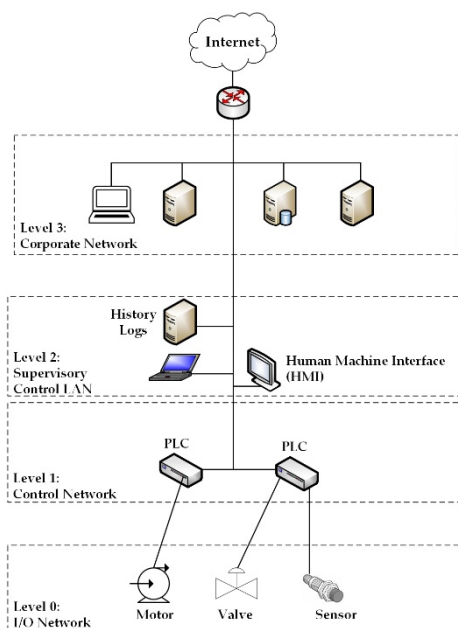 Internet
Level 3:
Corporate Network
History
Logs
Level 2:
Supervisory
Control LAN
Human Machine Interface
(HMI)
PLC
PLC
Level 1:
Control Network
Level 0:
I/O Network
Motor
Valve
Sensor